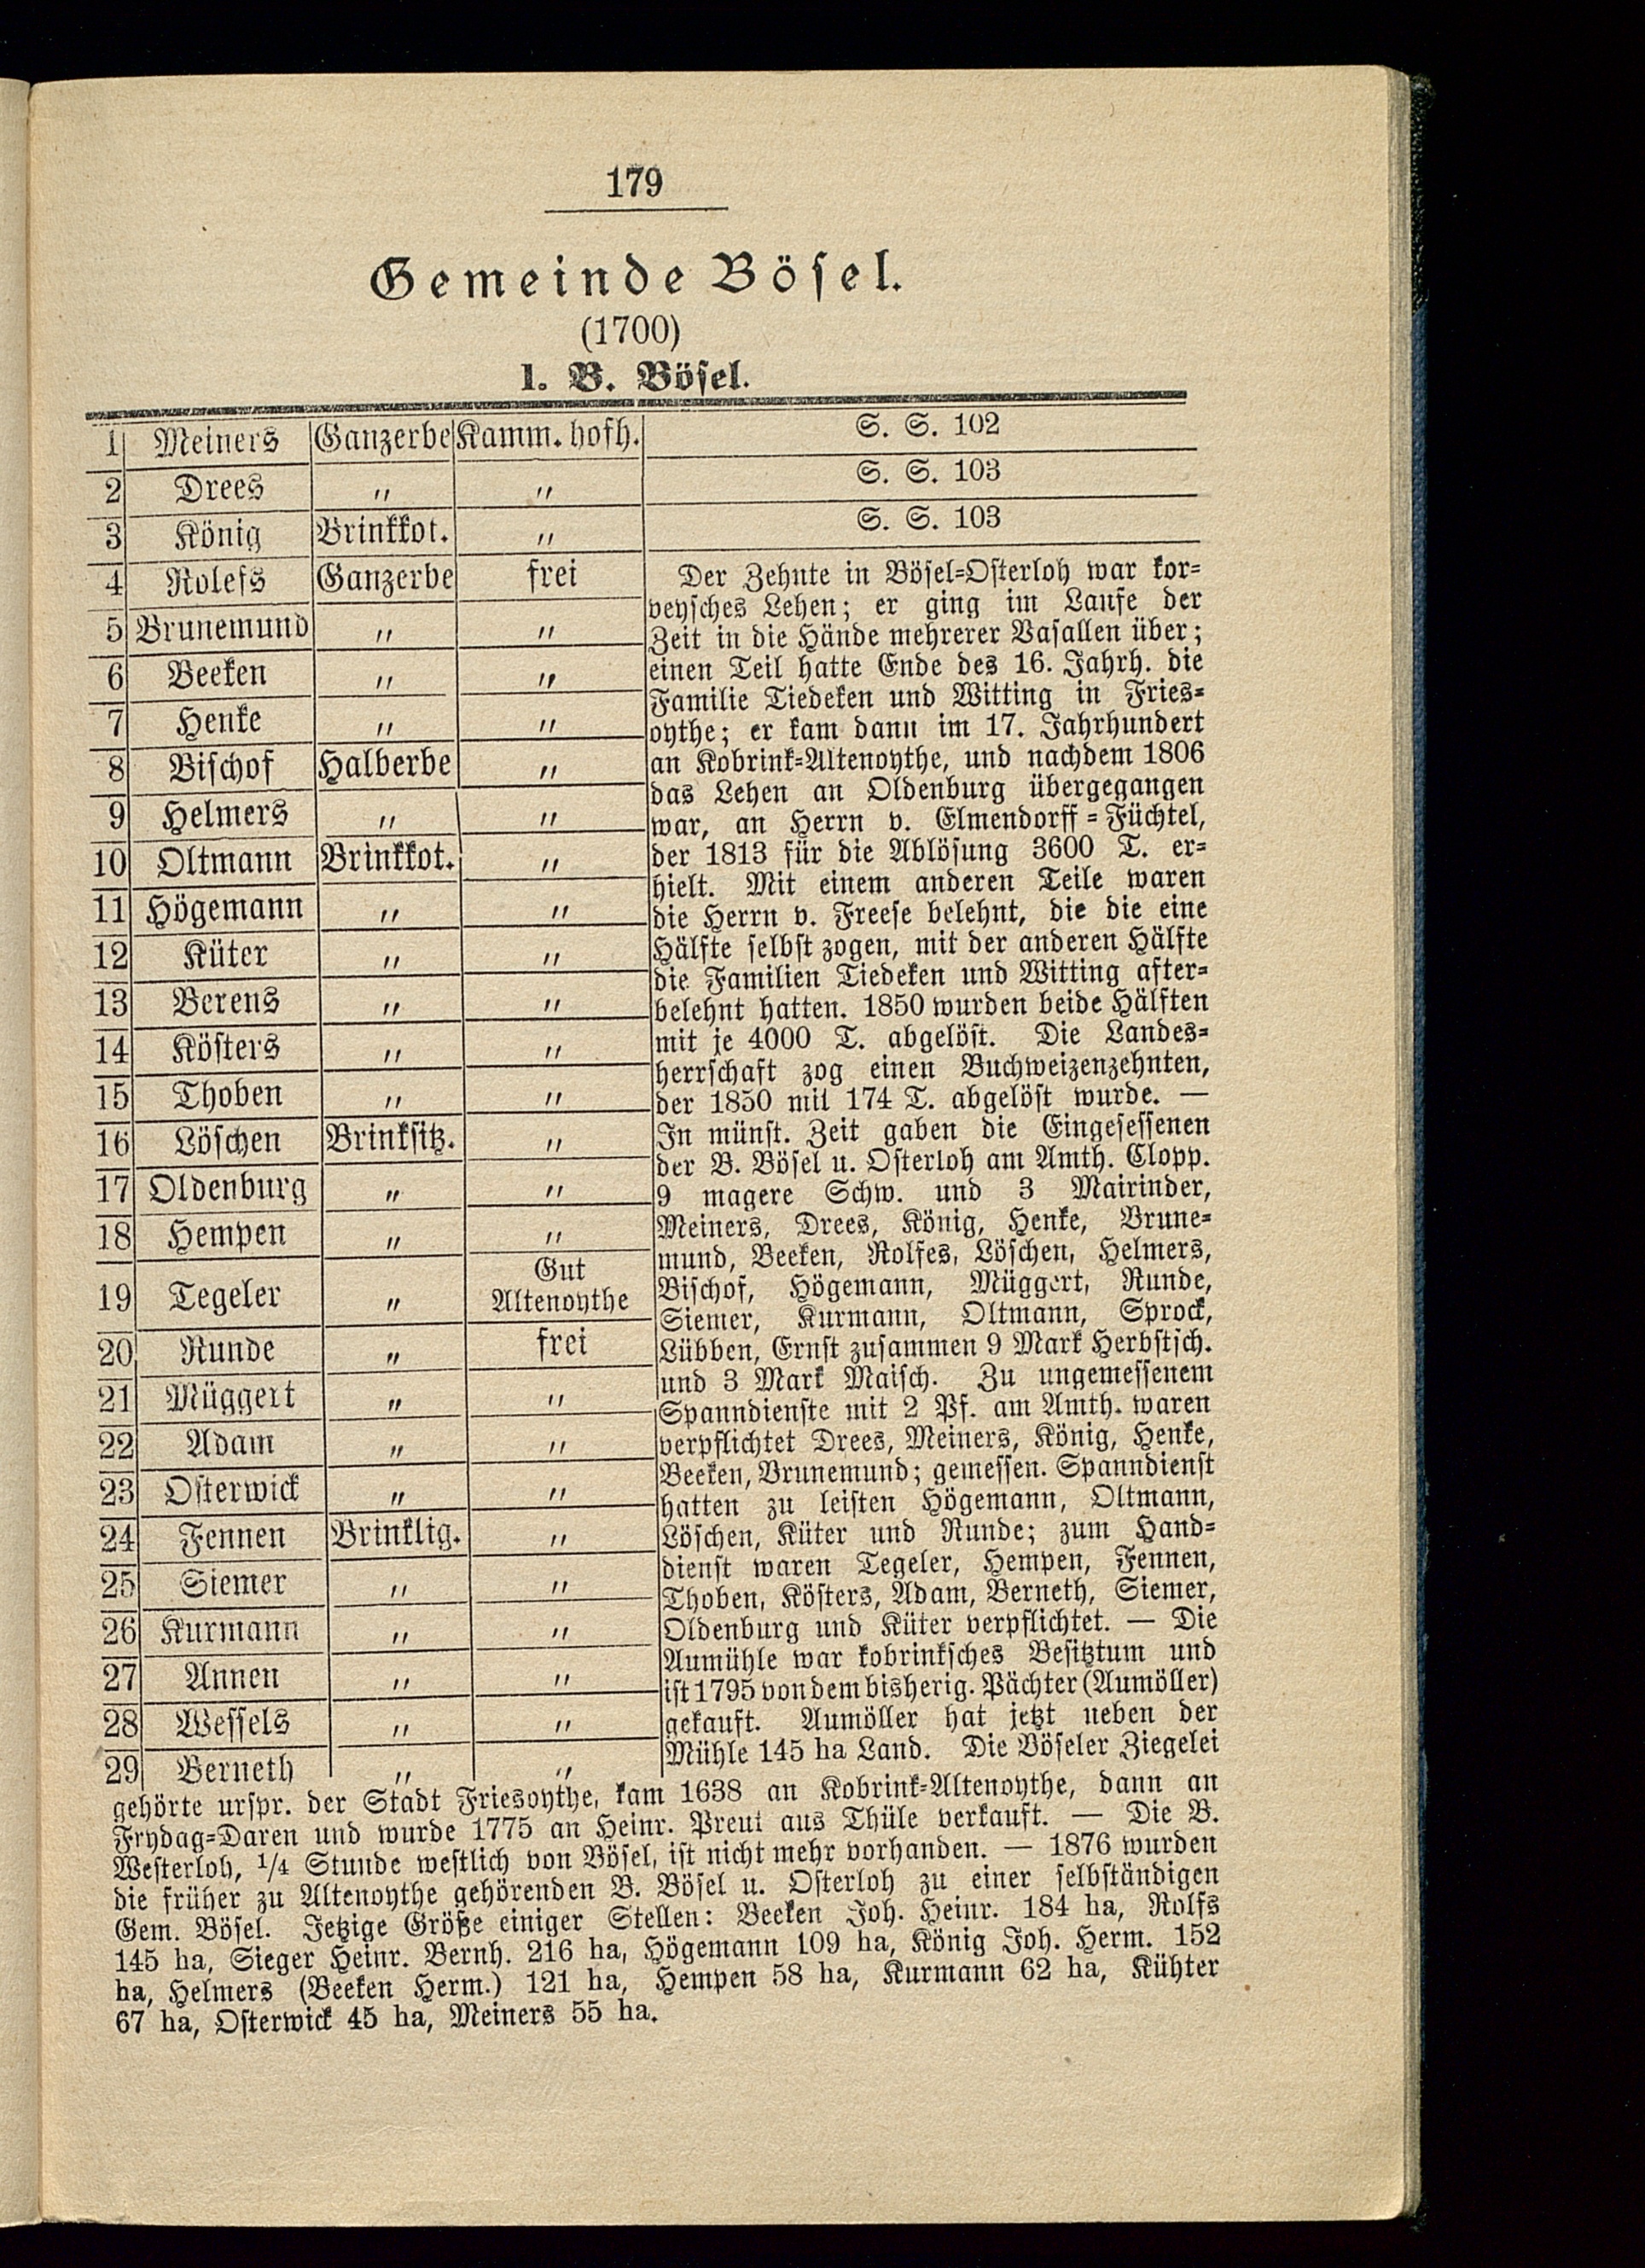 179
Gemeinde Bösel.
(1700)
1. B. Bösel.
1 Meiners Ganzerbe Kamm. hofh. S. S. 102
2 Drees " " S. S. 103
3 König Brinkkot. " S. S. 103
4 Rolefs Ganzerbe frei
5 Brunemund " "
6 Beeken " "
7 Henke " "
8 Bischof Halberbe "
9 Helmers " "
10 Oltmann Brinkkot. "
11 Högemann " "
12 Küter " "
13 Berens " "
14 Kösters " "
15 Thoben " "
16 Löschen Brinksitz. "
17 Oldenburg " "
18 Hempen " "
19 Tegeler " Gut
Altenoythe
20 Runde " frei
21 Müggert " "
22 Adam " "
23 Osterwick " "
24 Fennen Brinklig. "
25 Siemer " "
26 Kurmann " "
27 Annen " "
28 Wessels " "
29 Berneth " "
Der Zehnte in Bösel-Osterloh war kor-
veysches Lehen; er ging im Laufe der
Zeit in die Hände mehrerer Vasallen über;
einen Teil hatte Ende des 16. Jahrh. die
Familie Tiedeken und Witting in Fries-
oythe; er kam dann im 17. Jahrhundert
an Kobrink-Altenoythe, und nachdem 1806
das Lehen an Oldenburg übergegangen
war, an Herrn v. Elmendorff-Füchtel,
der 1813 für die Ablösung 3600 T. er-
hielt. Mit einem anderen Teile waren
die Herrn v. Freese belehnt, die die eine
Hälfte selbst zogen, mit der anderen Hälfte
die Familien Tiedeken und Witting after-
belehnt hatten. 1850 wurden beide Hälften
mit je 4000 T. abgelöst. Die Landes-
herrschaft zog einen Buchweizenzehnten,
der 1850 mit 174 T. abgelöst wurde. —
In münst. Zeit gaben die Eingesessenen
der B. Bösel u. Osterloh am Amth. Clopp.
9 magere Schw. und 3 Mairinder,
Meiners, Drees, König, Henke, Brune-
mund, Beeken, Rolfes, Löschen, Helmers,
Bischof, Högemann, Müggert, Runde,
Siemer, Kurmann, Oltmann, Sprock,
Lübben, Ernst zusammen 9 Mark Herbstsch.
und 3 Mark Maisch. Zu ungemessenem
Spanndienste mit 2 Pf. am Amth. waren
verpflichtet Drees, Meiners, König, Henke,
Beeken, Brunemund; gemessen. Spanndienst
hatten zu leisten Högemann, Oltmann,
Löschen, Küter und Runde; zum Hand-
dienst waren Tegeler, Hempen, Fennen,
Thoben, Kösters, Adam, Berneth, Siemer,
Oldenburg und Küter verpflichtet. — Die
Aumühle war kobrinksches Besitztum und
ist 1795 von dem bisherig. Pächter (Aumöller)
gekauft. Aumöller hat jetzt neben der
Mühle 145 ha Land. Die Böseler Ziegelei
gehörte urspr. der Stadt Friesoythe, kam 1638 an Kobrink-Altenoythe, dann an
Frydag-Daren und wurde 1775 an Heinr. Preut aus Thüle verkauft. — Die B.
Westerloh, 1/4 Stunde westlich von Bösel, ist nicht mehr vorhanden. — 1876 wurden
die früher zu Altenoythe gehörenden B. Bösel u. Osterloh zu einer selbständigen
Gem. Bösel. Jetzige Größe einiger Stellen: Beeken Joh. Heinr. 184 ha, Rolfs
145 ha, Sieger Heinr. Bernh. 216 ha, Högemann 109 ha, König Joh. Herm. 152
ha, Helmers (Beeken Herm.) 121 ha, Hempen 58 ha, Kurmann 62 ha, Kühter
67 ha, Osterwick 45 ha, Meiners 55 ha.